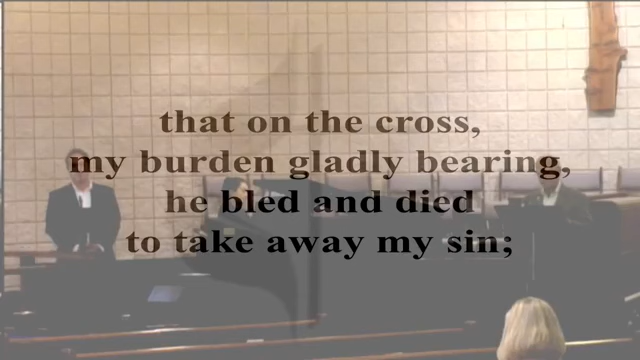 that on the cross,
my burden gladly bearing,
he bled and died
to take away my sin;